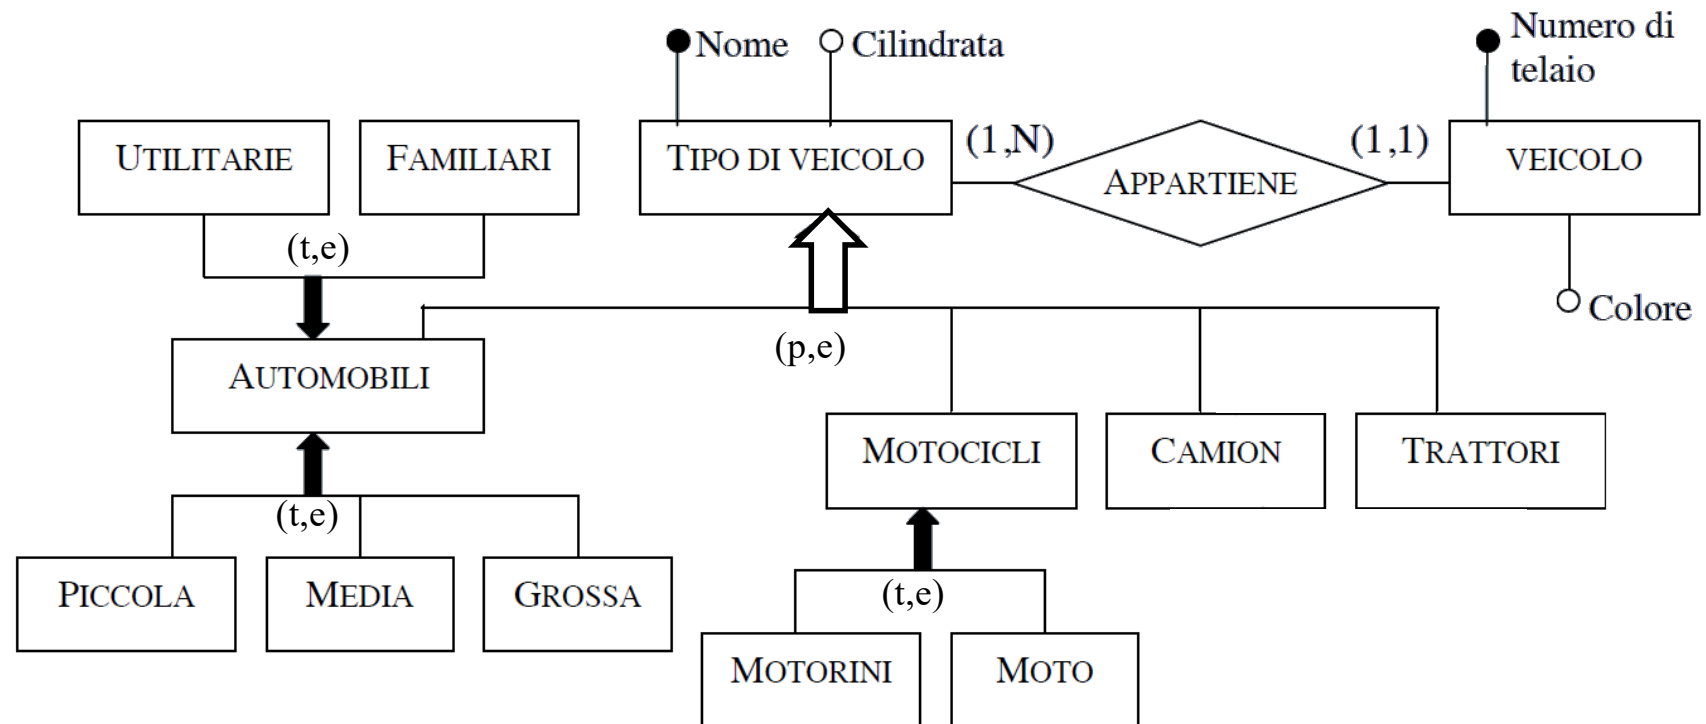 Nome
Cilindrata
Numero di
telaio
UTILITARIE
FAMILIARI
TIPO DI VEICOLO
(1,N)
APPARTIENE
(1,1)
VEICOLO
(t,e)
Colore
(p,e)
AUTOMOBILI
MOTOCICLI
CAMION
TRATTORI
(t,e)
PICCOLA
MEDIA
GROSSA
(t,e)
MOTORINI
MOTO